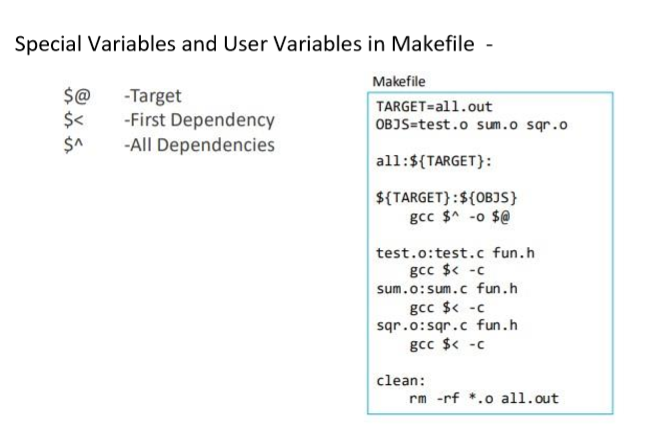 Special Variables and User Variables in Makefile -
$@ -Target
$< -First Dependency
$^ -All Dependencies
Makefile
TARGET=all.out
OBJS=test.o sum.o sqr.o
all:${TARGET}:
${TARGET}:${OBJS}
gcc $^ -o $@
test.o:test.c fun.h
gcc $< -c
sum.o:sum.c fun.h
gcc $< -c
sqr.o:sqr.c fun.h
gcc $< -c
clean:
rm -rf *.o all.out